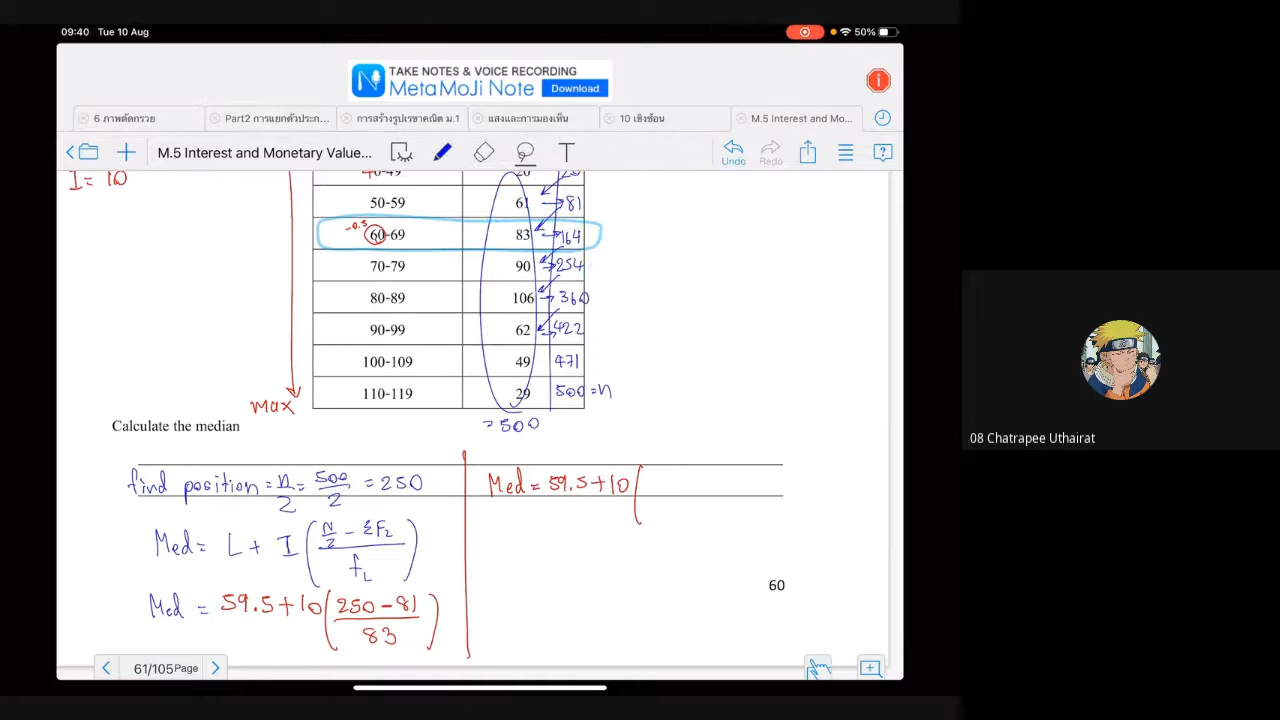 09:40 Tue 10 Aug 50%
TAKE NOTES & VOICE RECORDING
MetaMoJi Note Download
6 ภาพตัดกรวย Part2 การแยกตัวประก... การสร้างรูปเรขาคณิต ม.1 แสงและการมองเห็น 10 เชิงซ้อน M.5 Interest and Mo...
M.5 Interest and Monetary Value... T Undo Redo
I = 10
50-59 61 81
-0.5
60-69 83 164
70-79 90 254
80-89 106 360
90-99 62 422
100-109 49 471
110-119 29 500 = n
max
Calculate the median = 500
find position = n/2 = 500/2 = 250
Med = L + I ( (N/2 - ΣFL) / fL )
Med = 59.5 + 10 ( (250 - 81) / 83 )
Med = 59.5 + 10 (
60
61/105Page
08 Chatrapee Uthairat